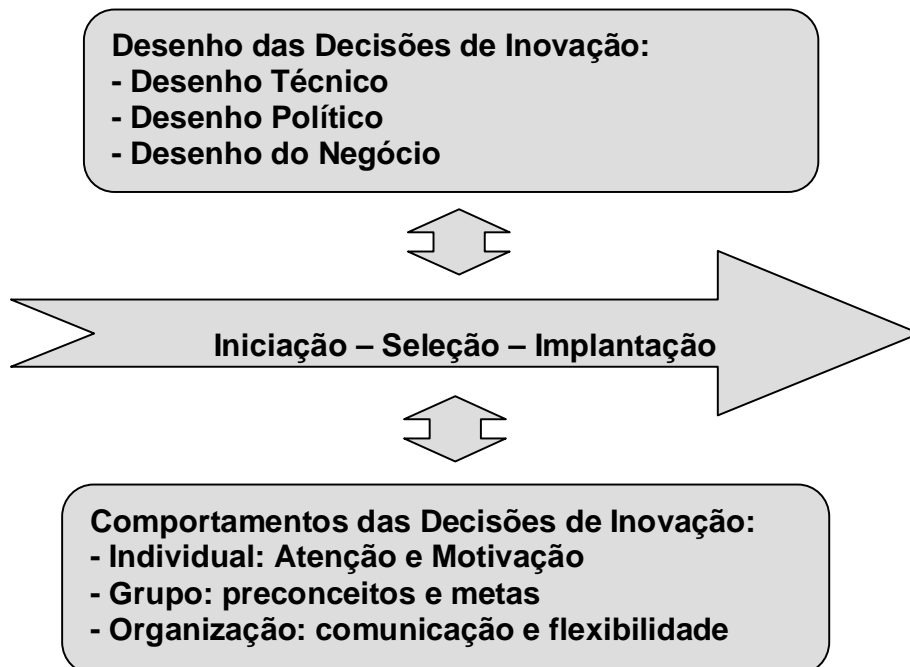 Desenho das Decisões de Inovação:
- Desenho Técnico
- Desenho Político
- Desenho do Negócio
Iniciação – Seleção – Implantação
Comportamentos das Decisões de Inovação:
- Individual: Atenção e Motivação
- Grupo: preconceitos e metas
- Organização: comunicação e flexibilidade